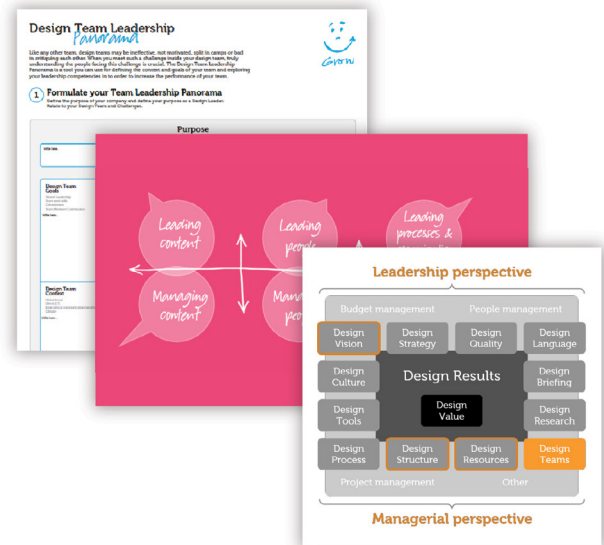 Design Team Leadership
Panorama
Govern
Like any other team, design teams may be ineffective, not motivated, split in camps or bad
in critiquing each other. When you meet such a challenge inside your design team, truly
understanding the people facing this challenge is crucial. The Design Team Leadership
Panorama is a tool you can use for defining the context and goals of your team and exploring
your leadership competencies in to order to increase the performance of your team.
1 Formulate your Team Leadership Panorama
Define the purpose of your company and define your purpose as a Design Leader.
Relate to your Design Team and Challenges.
Purpose
Design Team
Goals
Design Team
Context
Leading
content
Leading
people
Leading
processes &
Managing
content
Leadership perspective
Budget management People management
Design
Vision
Design
Strategy
Design
Quality
Design
Language
Design
Culture
Design Results
Design
Briefing
Design
Tools
Design
Value
Design
Research
Design
Process
Design
Structure
Design
Resources
Design
Teams
Project management Other
Managerial perspective